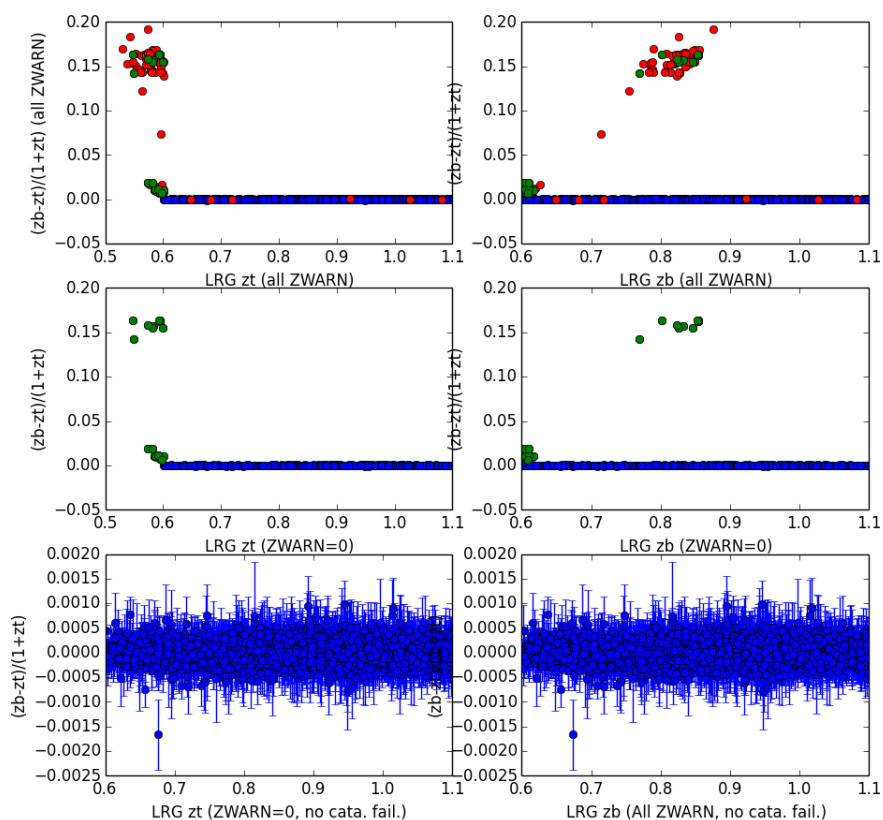 0.20
0.15
0.10
0.05
0.00
−0.05
(zb-zt)/(1+zt) (all ZWARN)
0.5 0.6 0.7 0.8 0.9 1.0 1.1
LRG zt (all ZWARN)
0.20
0.15
0.10
0.05
0.00
−0.05
(zb-zt)/(1+zt)
0.6 0.7 0.8 0.9 1.0 1.1
LRG zb (all ZWARN)
0.20
0.15
0.10
0.05
0.00
−0.05
(zb-zt)/(1+zt)
0.5 0.6 0.7 0.8 0.9 1.0 1.1
LRG zt (ZWARN=0)
0.20
0.15
0.10
0.05
0.00
−0.05
(zb-zt)/(1+zt)
0.6 0.7 0.8 0.9 1.0 1.1
LRG zb (ZWARN=0)
0.0020
0.0015
0.0010
0.0005
0.0000
−0.0005
−0.0010
−0.0015
−0.0020
−0.0025
(zb-zt)/(1+zt)
0.6 0.7 0.8 0.9 1.0 1.1
LRG zt (ZWARN=0, no cata. fail.)
0.0020
0.0015
0.0010
0.0005
0.0000
−0.0005
−0.0010
−0.0015
−0.0020
−0.0025
0.6 0.7 0.8 0.9 1.0 1.1
LRG zb (All ZWARN, no cata. fail.)